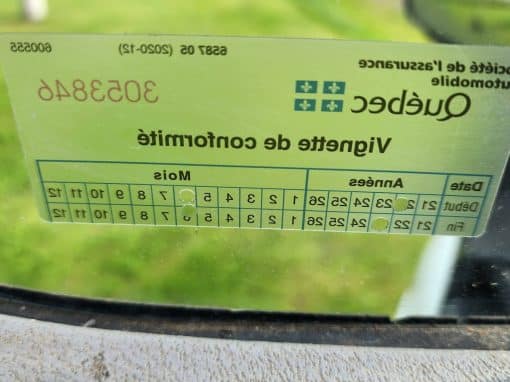 6587 05 (2020-12)
Société de l'assurance
automobile
Québec
3053846
Vignette de conformité
Date Années Mois
Début 21 23 24 25 26 1 2 3 4 5 7 8 9 10 11 12
Fin 21 22 24 25 26 1 2 3 4 5 7 8 9 10 11 12